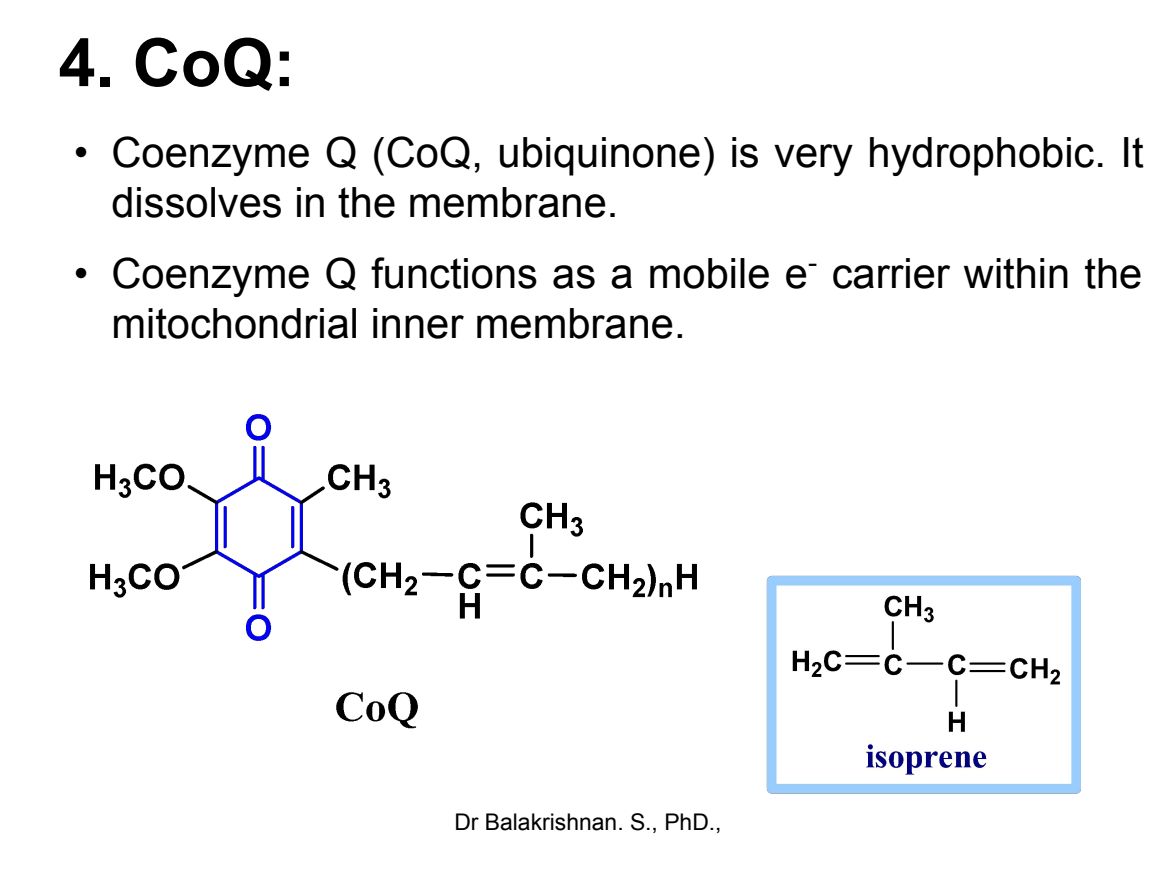 4. CoQ:
• Coenzyme Q (CoQ, ubiquinone) is very hydrophobic. It
dissolves in the membrane.
• Coenzyme Q functions as a mobile e⁻ carrier within the
mitochondrial inner membrane.
O
H₃CO CH₃
CH₃
H₃CO (CH₂—C=C—CH₂)ₙH
H
O
CoQ
CH₃
H₂C=C—C=CH₂
H
isoprene
Dr Balakrishnan. S., PhD.,